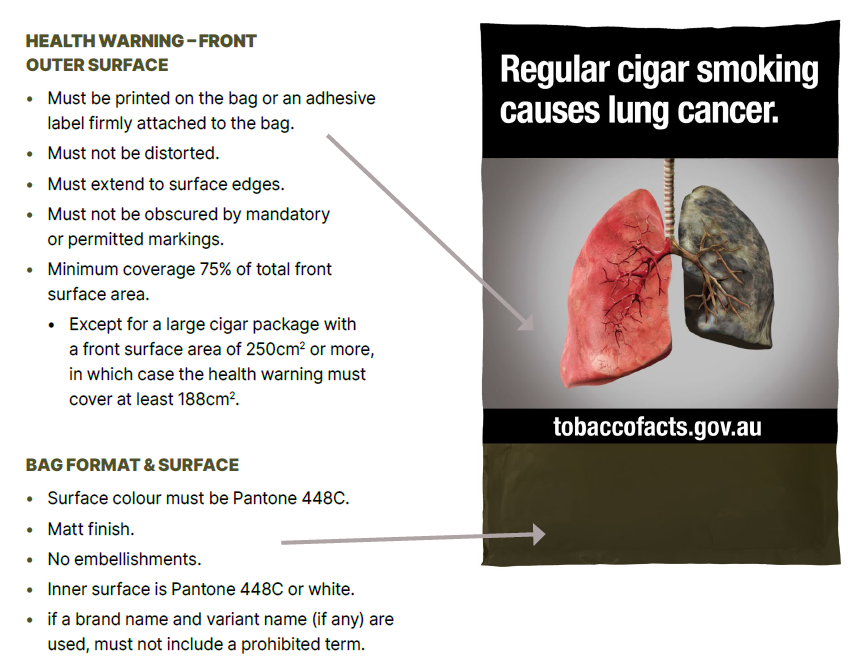 HEALTH WARNING – FRONT
OUTER SURFACE
• Must be printed on the bag or an adhesive
label firmly attached to the bag.
• Must not be distorted.
• Must extend to surface edges.
• Must not be obscured by mandatory
or permitted markings.
• Minimum coverage 75% of total front
surface area.
• Except for a large cigar package with
a front surface area of 250cm² or more,
in which case the health warning must
cover at least 188cm².
BAG FORMAT & SURFACE
• Surface colour must be Pantone 448C.
• Matt finish.
• No embellishments.
• Inner surface is Pantone 448C or white.
• if a brand name and variant name (if any) are
used, must not include a prohibited term.
Regular cigar smoking
causes lung cancer.
tobaccofacts.gov.au